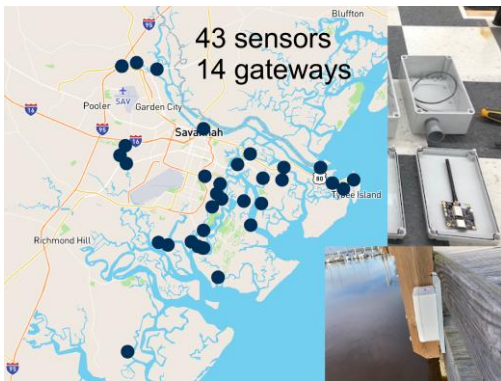 Bluffton
43 sensors
14 gateways
95
Pooler
SAV
Garden City
16
95
16
Savannah
80
Tybee Island
Richmond Hill
95